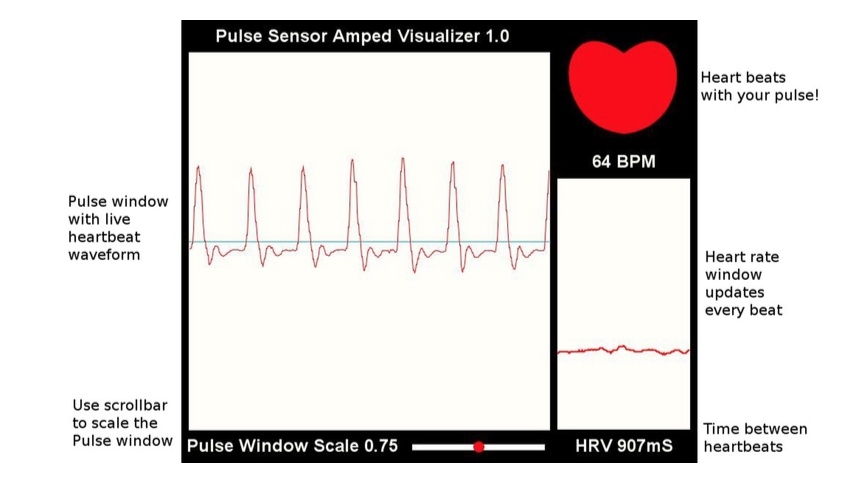 Pulse Sensor Amped Visualizer 1.0
Heart beats
with your pulse!
64 BPM
Pulse window
with live
heartbeat
waveform
Heart rate
window
updates
every beat
Use scrollbar
to scale the
Pulse window
Pulse Window Scale 0.75
HRV 907mS
Time between
heartbeats